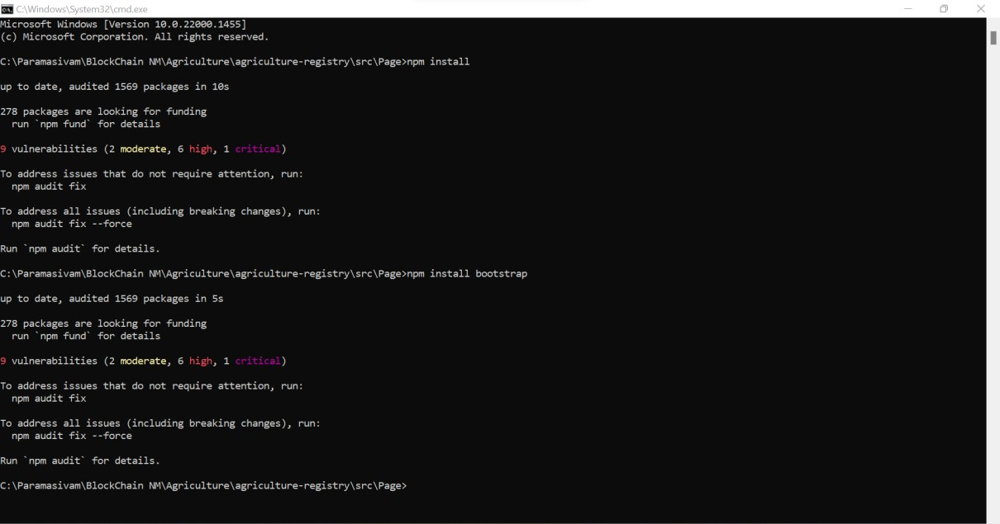 C:\Windows\System32\cmd.exe
Microsoft Windows [Version 10.0.22000.1455]
(c) Microsoft Corporation. All rights reserved.
C:\Paramasivam\BlockChain NM\Agriculture\agriculture-registry\src\Page>npm install
up to date, audited 1569 packages in 10s
278 packages are looking for funding
  run `npm fund` for details
9 vulnerabilities (2 moderate, 6 high, 1 critical)
To address issues that do not require attention, run:
  npm audit fix
To address all issues (including breaking changes), run:
  npm audit fix --force
Run `npm audit` for details.
C:\Paramasivam\BlockChain NM\Agriculture\agriculture-registry\src\Page>npm install bootstrap
up to date, audited 1569 packages in 5s
278 packages are looking for funding
  run `npm fund` for details
9 vulnerabilities (2 moderate, 6 high, 1 critical)
To address issues that do not require attention, run:
  npm audit fix
To address all issues (including breaking changes), run:
  npm audit fix --force
Run `npm audit` for details.
C:\Paramasivam\BlockChain NM\Agriculture\agriculture-registry\src\Page>